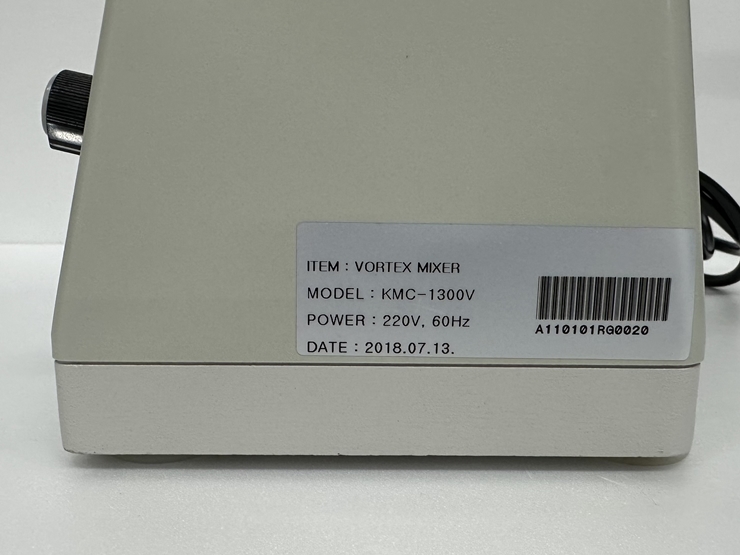 ITEM : VORTEX MIXER
MODEL : KMC-1300V
POWER : 220V, 60Hz
DATE : 2018.07.13.
A110101RG0020